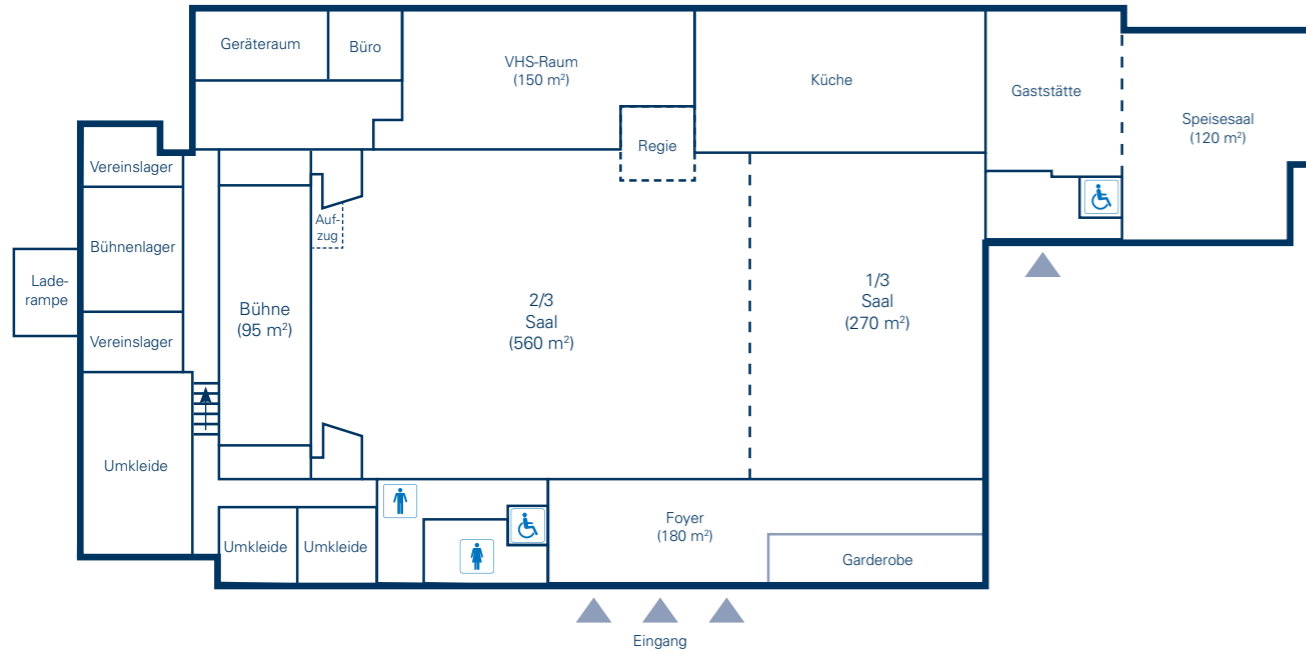 Geräteraum
Büro
VHS-Raum
(150 m²)
Küche
Gaststätte
Speisesaal
(120 m²)
Regie
Vereinslager
Auf-
zug
Bühnenlager
Lade-
rampe
Bühne
(95 m²)
2/3
Saal
(560 m²)
1/3
Saal
(270 m²)
Vereinslager
Umkleide
Umkleide
Umkleide
Foyer
(180 m²)
Garderobe
Eingang